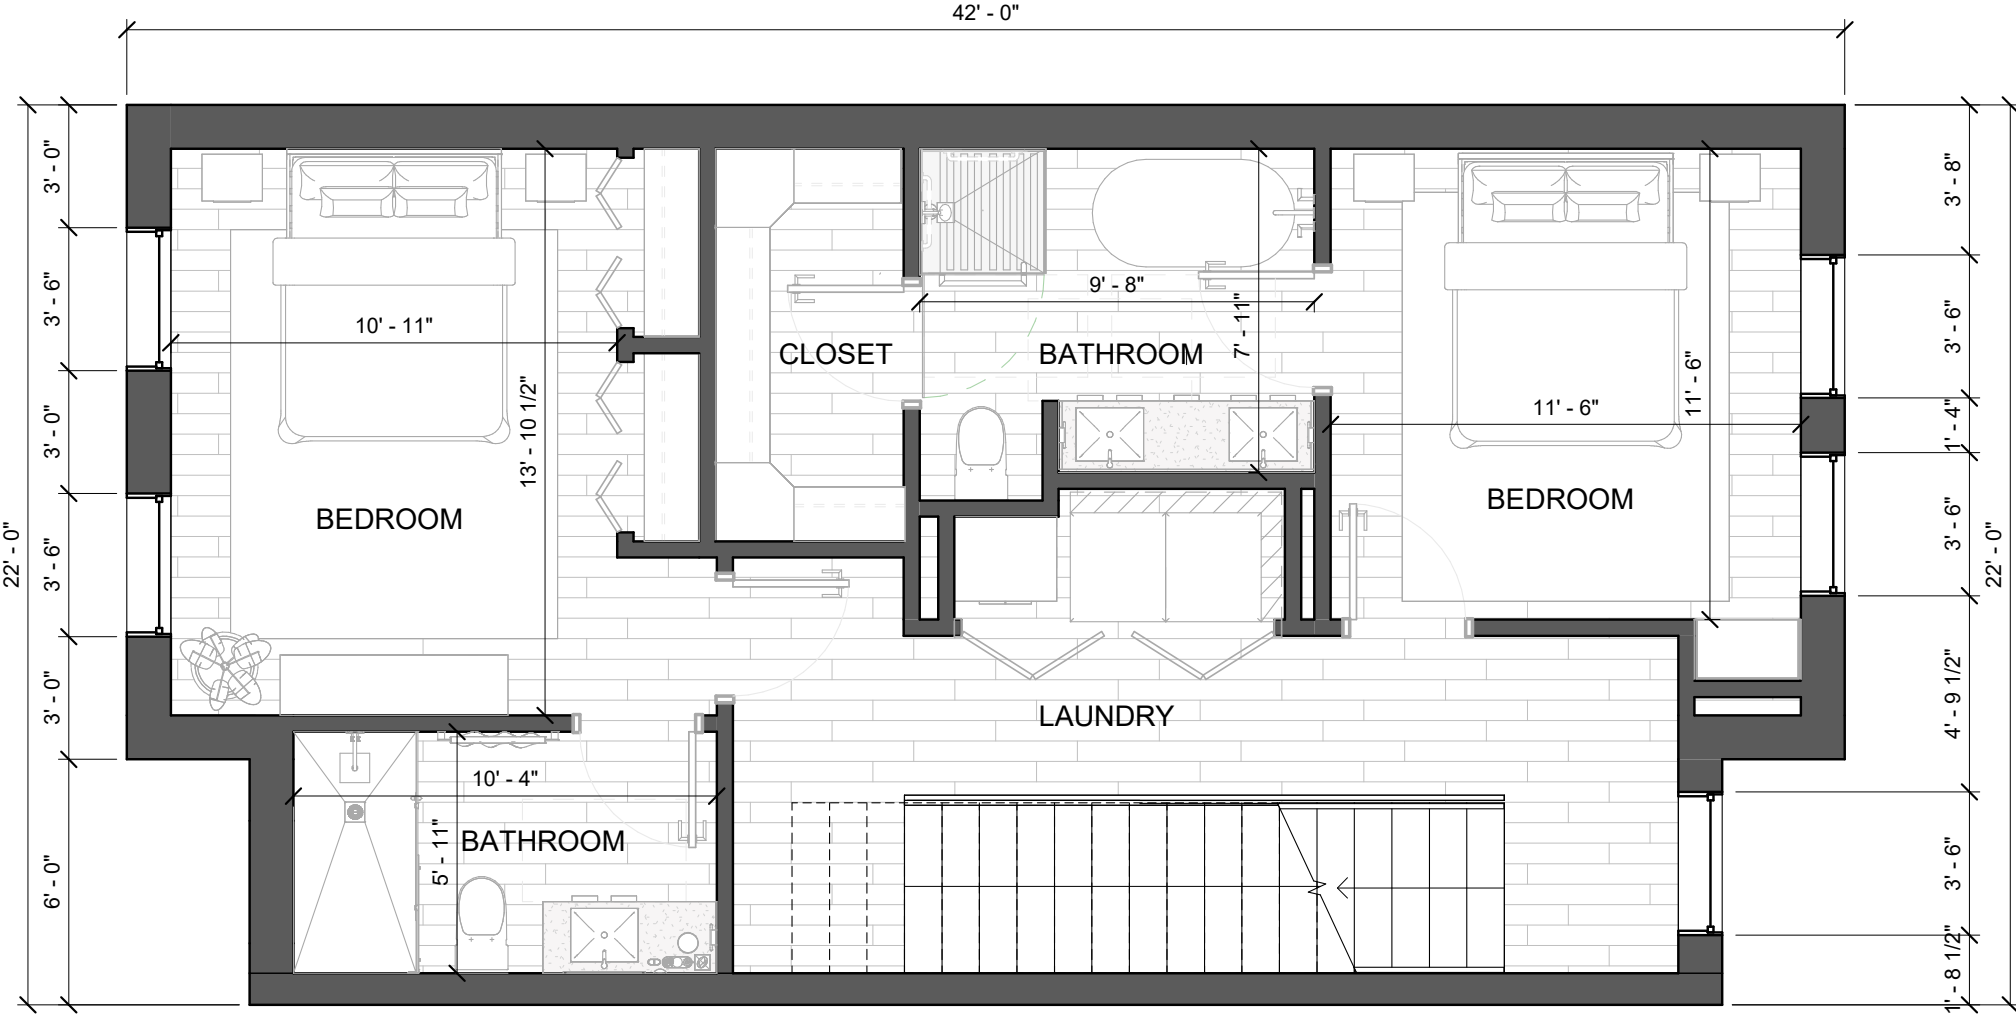 42' - 0"
22' - 0"
3' - 0"
3' - 6"
3' - 0"
3' - 6"
3' - 0"
6' - 0"
10' - 11"
13' - 10 1/2"
BEDROOM
CLOSET
9' - 8"
7' - 11"
BATHROOM
11' - 6"
11' - 6"
BEDROOM
LAUNDRY
10' - 4"
5' - 11"
BATHROOM
3' - 8"
3' - 6"
1' - 4"
3' - 6"
4' - 9 1/2"
3' - 6"
1' - 8 1/2"
22' - 0"